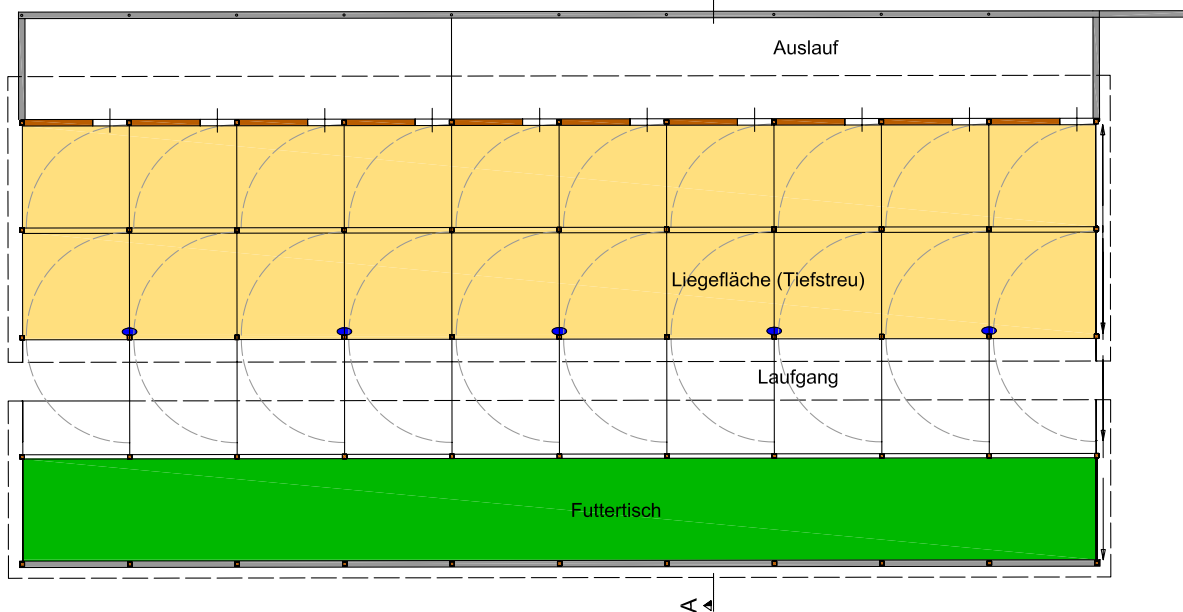 Auslauf
Liegefläche (Tiefstreu)
Laufgang
Futtertisch
A